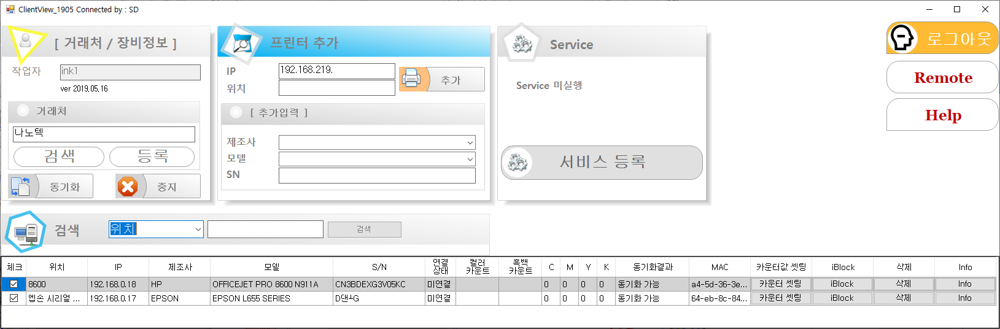 ClientView_1905 Connected by : SD
[ 거래처 / 장비정보 ]
작업자
ink1
ver 2019,05,16
거래처
나노텍
검색
등록
동기화
중지
프린터 추가
IP
192.168.219.
위치
추가
[ 추가입력 ]
제조사
모델
SN
Service
Service 미실행
서비스 등록
로그아웃
Remote
Help
검색
위치
검색
체크 위치 IP 제조사 모델 S/N 연결 상태 컬러 카운트 흑백 카운트 C M Y K 동기화결과 MAC 카운터값 셋팅 iBlock 삭제 Info
8600 192.168.0.18 HP OFFICEJET PRO 8600 N911A CN3BDEXG3V05KC 미연결 0 0 0 0 동기화 가능 a4-5d-36-3e... 카운터 셋팅 iBlock 삭제 Info
엡손 시리얼 ... 192.168.0.17 EPSON EPSON L655 SERIES D댄┴G 미연결 0 0 0 0 동기화 가능 64-eb-8c-84... 카운터 셋팅 iBlock 삭제 Info